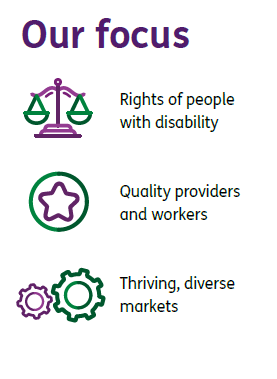 Our focus
Rights of people
with disability
Quality providers
and workers
Thriving, diverse
markets